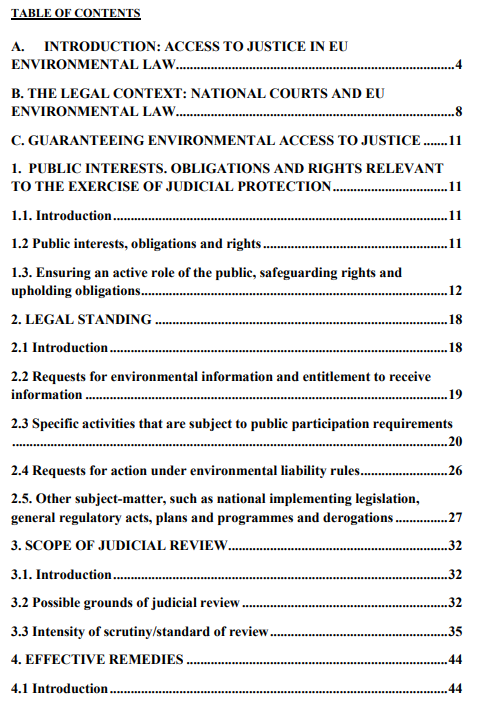 TABLE OF CONTENTS
A. INTRODUCTION: ACCESS TO JUSTICE IN EU
ENVIRONMENTAL LAW....................................................................................4
B. THE LEGAL CONTEXT: NATIONAL COURTS AND EU
ENVIRONMENTAL LAW....................................................................................8
C. GUARANTEEING ENVIRONMENTAL ACCESS TO JUSTICE .......11
1. PUBLIC INTERESTS. OBLIGATIONS AND RIGHTS RELEVANT
TO THE EXERCISE OF JUDICIAL PROTECTION..................................11
1.1. Introduction....................................................................................................11
1.2 Public interests, obligations and rights.......................................................11
1.3. Ensuring an active role of the public, safeguarding rights and
upholding obligations...........................................................................................12
2. LEGAL STANDING ........................................................................................18
2.1 Introduction.....................................................................................................18
2.2 Requests for environmental information and entitlement to receive
information ............................................................................................................19
2.3 Specific activities that are subject to public participation requirements
..................................................................................................................................20
2.4 Requests for action under environmental liability rules..........................26
2.5. Other subject-matter, such as national implementing legislation,
general regulatory acts, plans and programmes and derogations ...............27
3. SCOPE OF JUDICIAL REVIEW..................................................................32
3.1. Introduction....................................................................................................32
3.2 Possible grounds of judicial review..............................................................32
3.3 Intensity of scrutiny/standard of review.....................................................35
4. EFFECTIVE REMEDIES ..............................................................................44
4.1 Introduction.....................................................................................................44